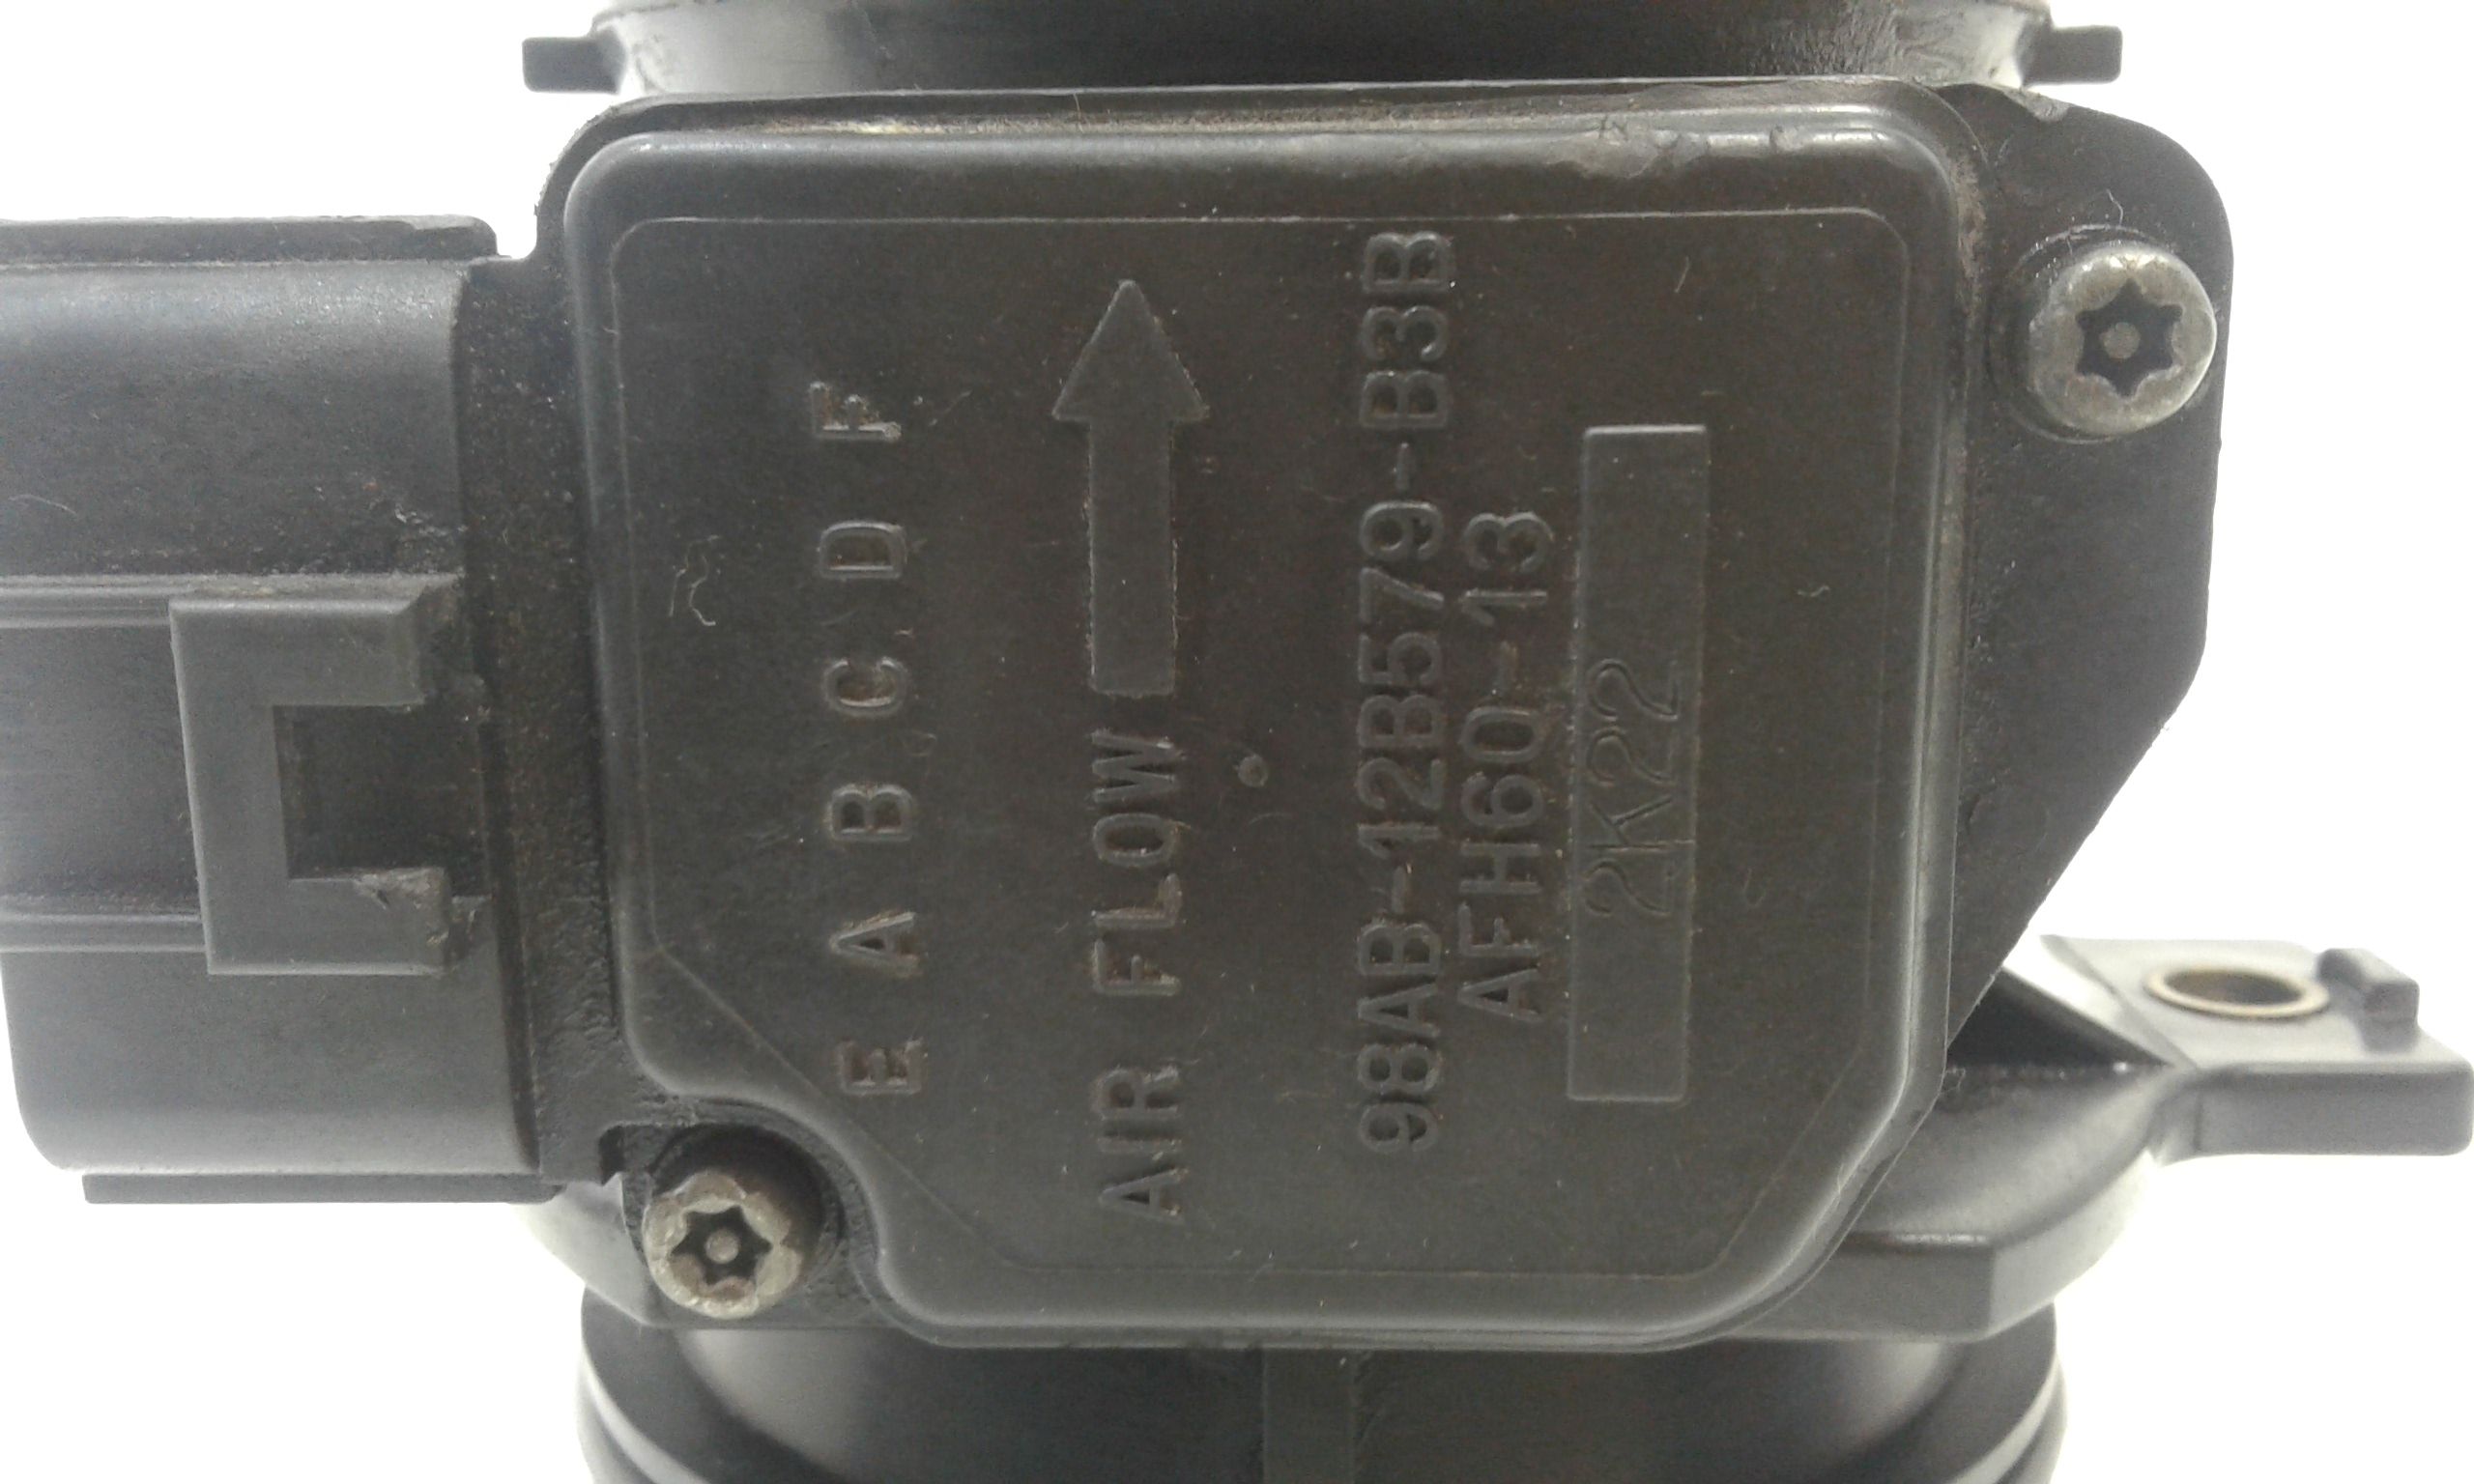 E A B C D F
AIR FLOW
98AB-12B579-B3B
AFH60-13
2K22